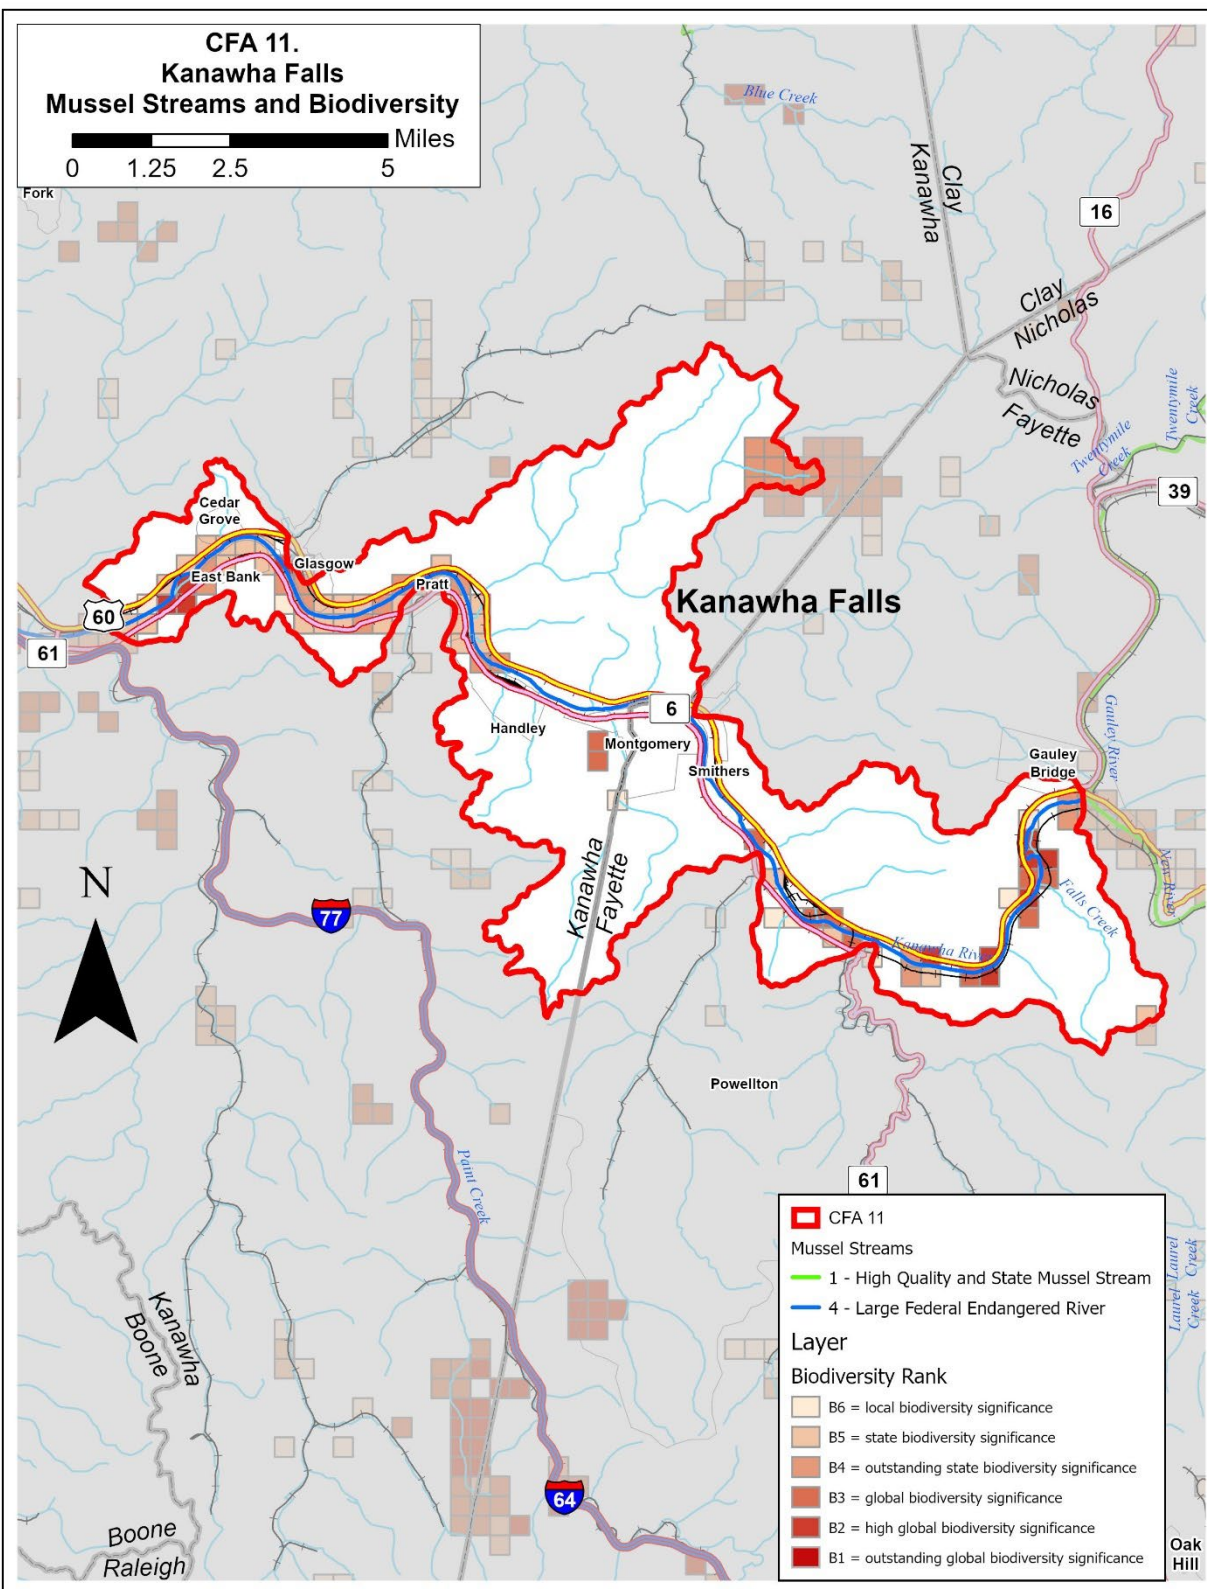 CFA 11.
Kanawha Falls
Mussel Streams and Biodiversity
Miles
0 1.25 2.5 5
Fork
Blue Creek
Clay
Kanawha
16
Clay
Nicholas
Nicholas
Fayette
Twentymile
Creek
Twentymile
Creek
39
Cedar
Grove
Glasgow
East Bank
Pratt
Kanawha Falls
60
61
6
Handley
Montgomery
Smithers
Gauley
Bridge
Gauley River
New River
Falls Creek
Kanawha Riv
Kanawha
Fayette
N
77
Powellton
Paint Creek
61
Laurel
Creek
Laurel
Creek
Kanawha
Boone
64
Boone
Raleigh
Oak
Hill
CFA 11
Mussel Streams
1 - High Quality and State Mussel Stream
4 - Large Federal Endangered River
Layer
Biodiversity Rank
B6 = local biodiversity significance
B5 = state biodiversity significance
B4 = outstanding state biodiversity significance
B3 = global biodiversity significance
B2 = high global biodiversity significance
B1 = outstanding global biodiversity significance